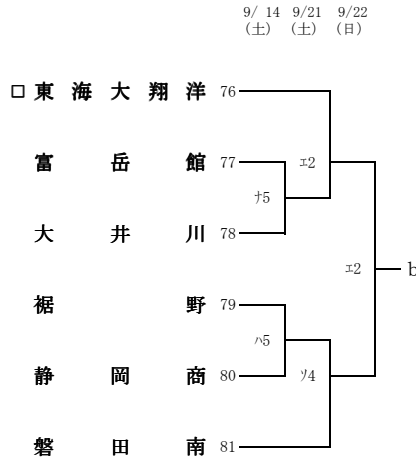 9/ 14 9/21 9/22
(土) (土) (日)
□ 東海大翔洋 76
富岳館 77 ｴ2
ﾅ5
大井川 78
ｴ2 b
裾野 79
ﾊ5
静岡商 80 ｿ4
磐田南 81